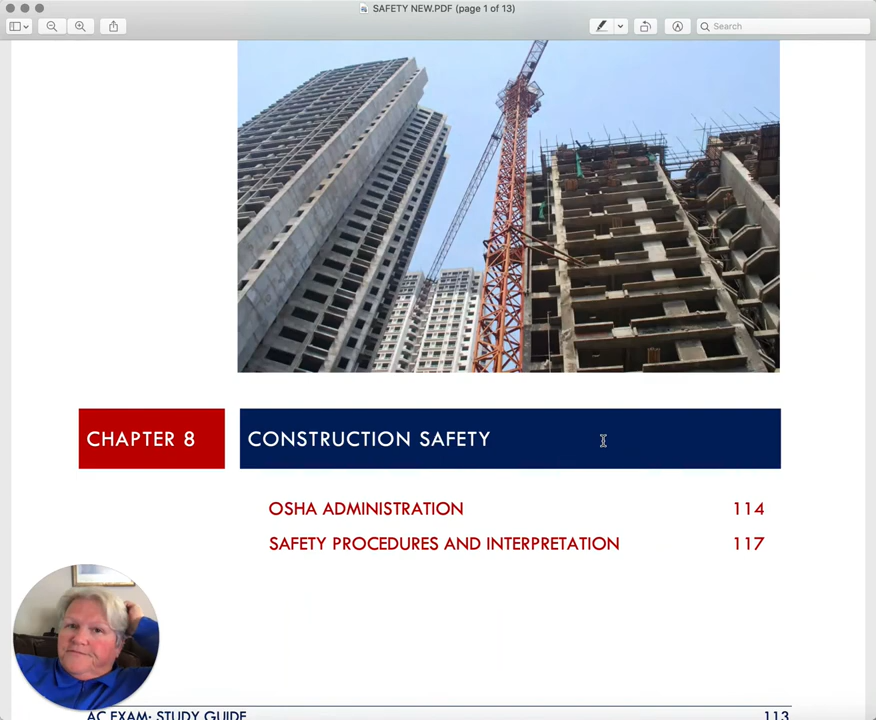 SAFETY NEW.PDF (page 1 of 13)
Search
CHAPTER 8
CONSTRUCTION SAFETY
OSHA ADMINISTRATION 114
SAFETY PROCEDURES AND INTERPRETATION 117
AC EXAM: STUDY GUIDE 113